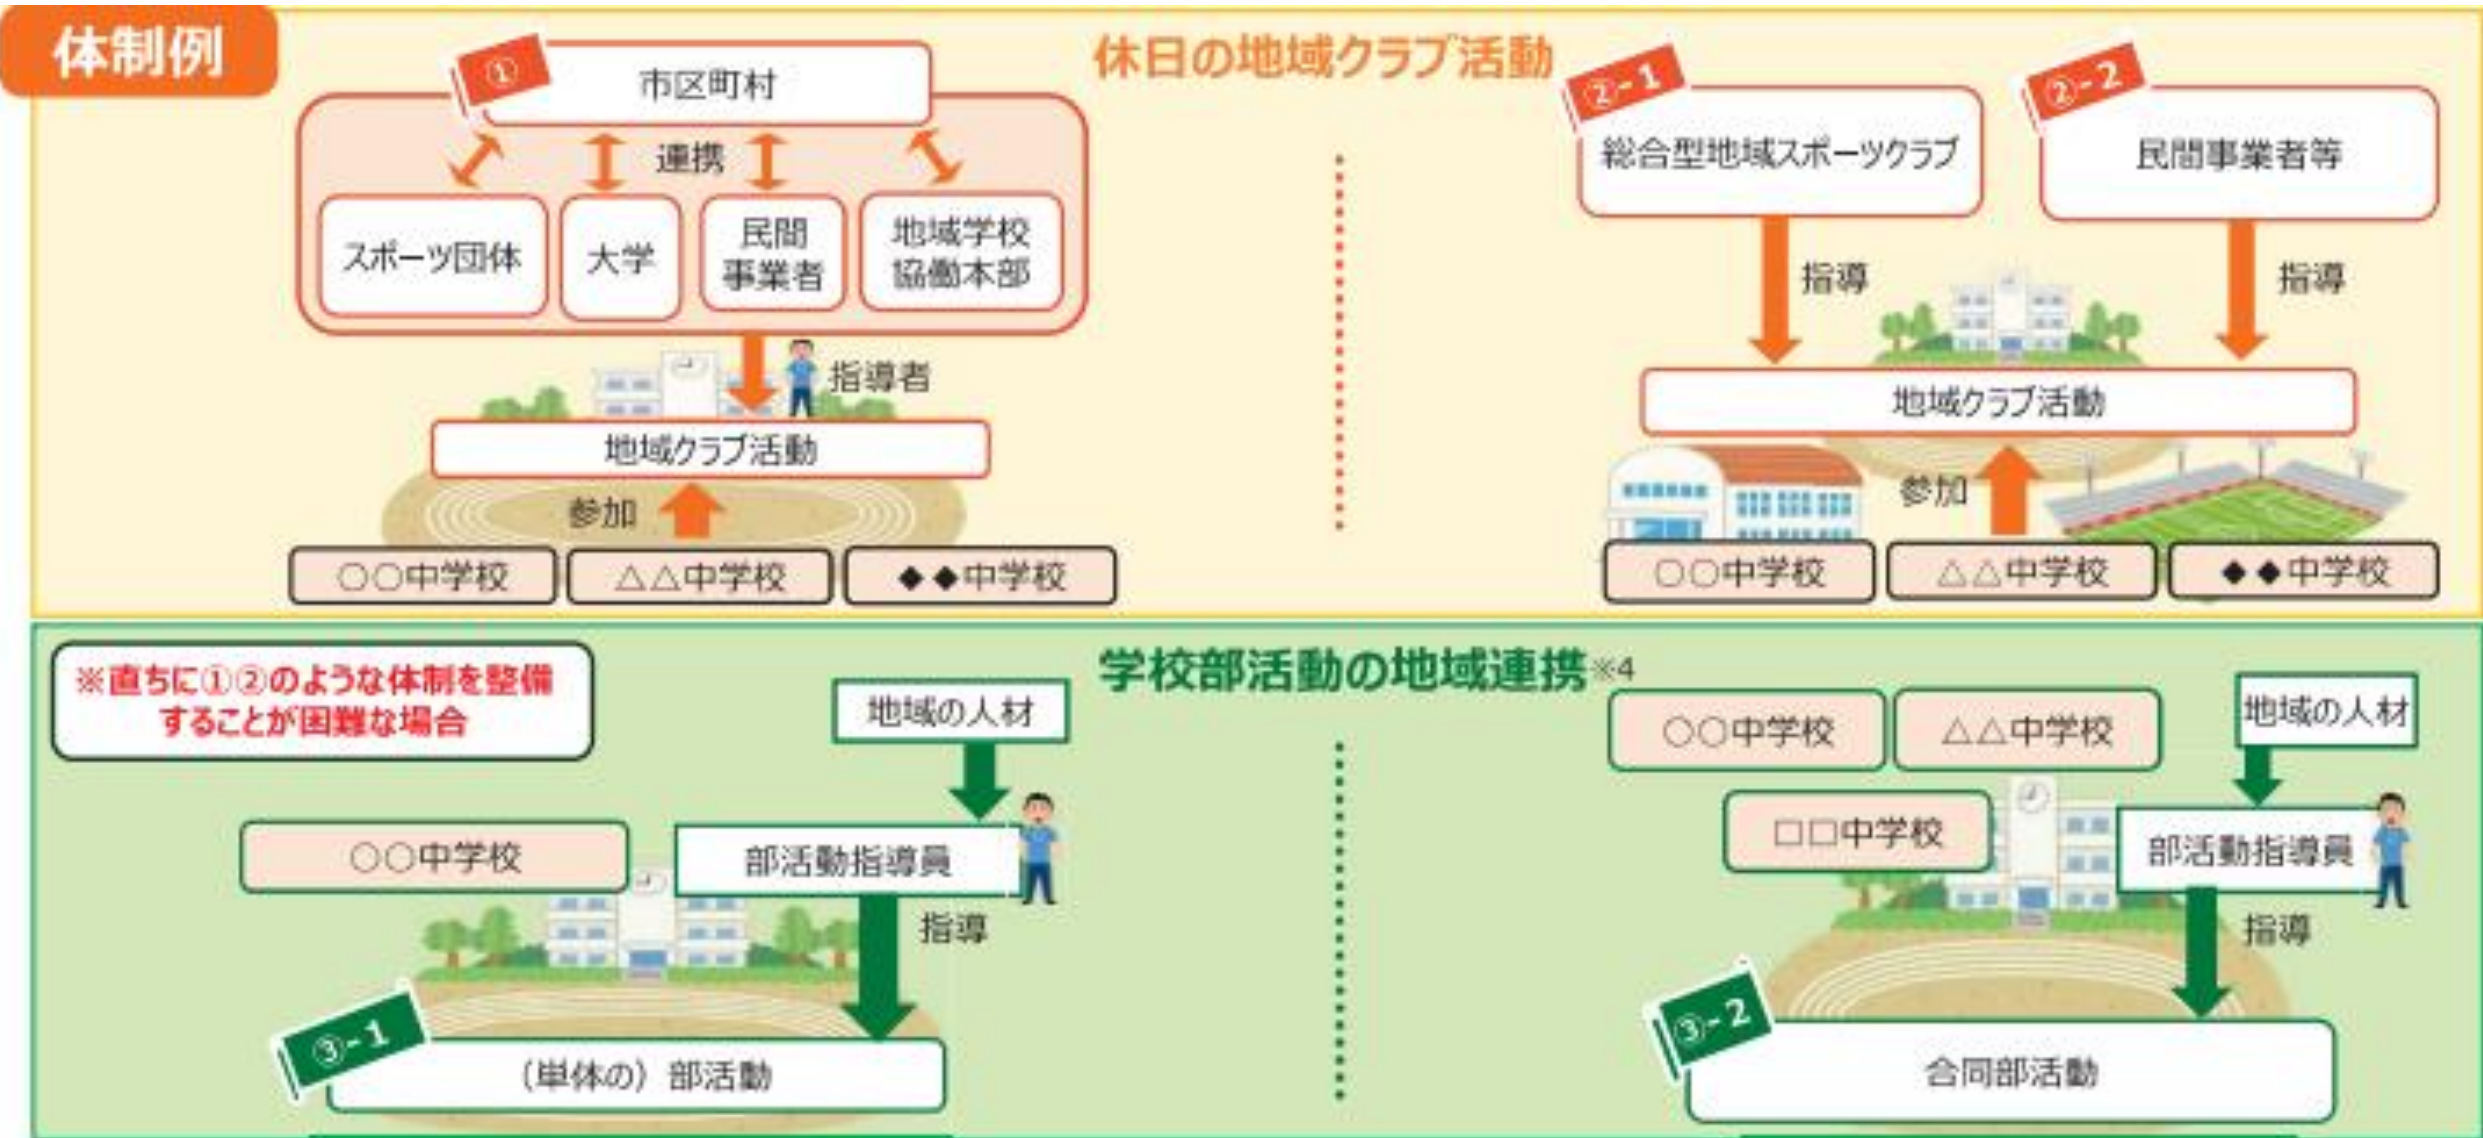 体制例
休日の地域クラブ活動
①
市区町村
連携
スポーツ団体
大学
民間
事業者
地域学校
協働本部
指導者
地域クラブ活動
参加
○○中学校
△△中学校
◆◆中学校
②-1
総合型地域スポーツクラブ
②-2
民間事業者等
指導
指導
地域クラブ活動
参加
○○中学校
△△中学校
◆◆中学校
学校部活動の地域連携※4
※直ちに①②のような体制を整備
することが困難な場合
地域の人材
○○中学校
部活動指導員
指導
③-1
（単体の）部活動
○○中学校
△△中学校
地域の人材
□□中学校
部活動指導員
指導
③-2
合同部活動